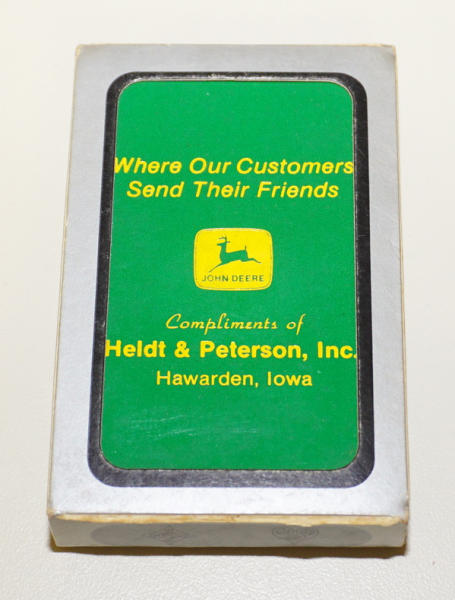 Where Our Customers
Send Their Friends
JOHN DEERE
Compliments of
Heldt & Peterson, Inc.
Hawarden, Iowa